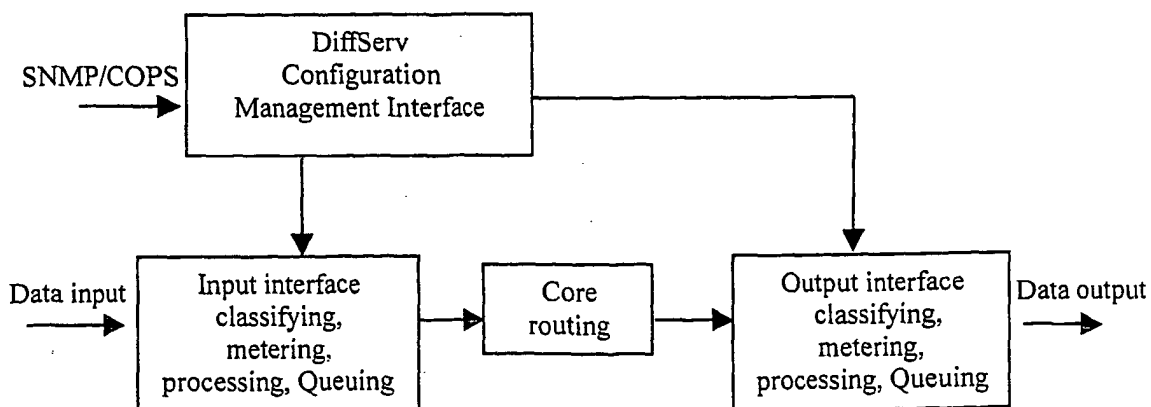 DiffServ
Configuration
Management Interface
SNMP/COPS
Data input
Input interface
classifying,
metering,
processing, Queuing
Core
routing
Output interface
classifying,
metering,
processing, Queuing
Data output